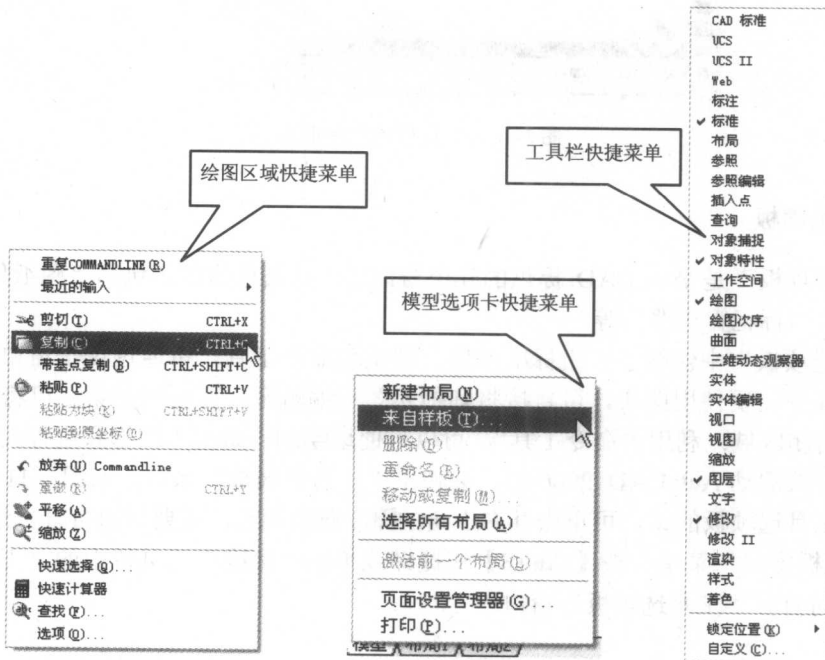 绘图区域快捷菜单
重复COMMANDLINE(R)
最近的输入
剪切(T) CTRL+X
复制(C) CTRL+C
带基点复制(B) CTRL+SHIFT+C
粘贴(P) CTRL+V
粘贴为块(K) CTRL+SHIFT+V
粘贴到原坐标(D)
放弃(U) Commandline
重做(R) CTRL+Y
平移(A)
缩放(Z)
快速选择(Q)...
快速计算器
查找(F)...
选项(O)...
模型选项卡快捷菜单
新建布局(N)
来自样板(T)...
删除(D)
重命名(R)
移动或复制(M)...
选择所有布局(A)
激活前一个布局(L)
页面设置管理器(G)...
打印(P)...
模型 布局1 布局2
工具栏快捷菜单
CAD 标准
UCS
UCS II
Web
标注
标准
布局
参照
参照编辑
插入点
查询
对象捕捉
对象特性
工作空间
绘图
绘图次序
曲面
三维动态观察器
实体
实体编辑
视口
视图
缩放
图层
文字
修改
修改 II
渲染
样式
着色
锁定位置(K)
自定义(C)...